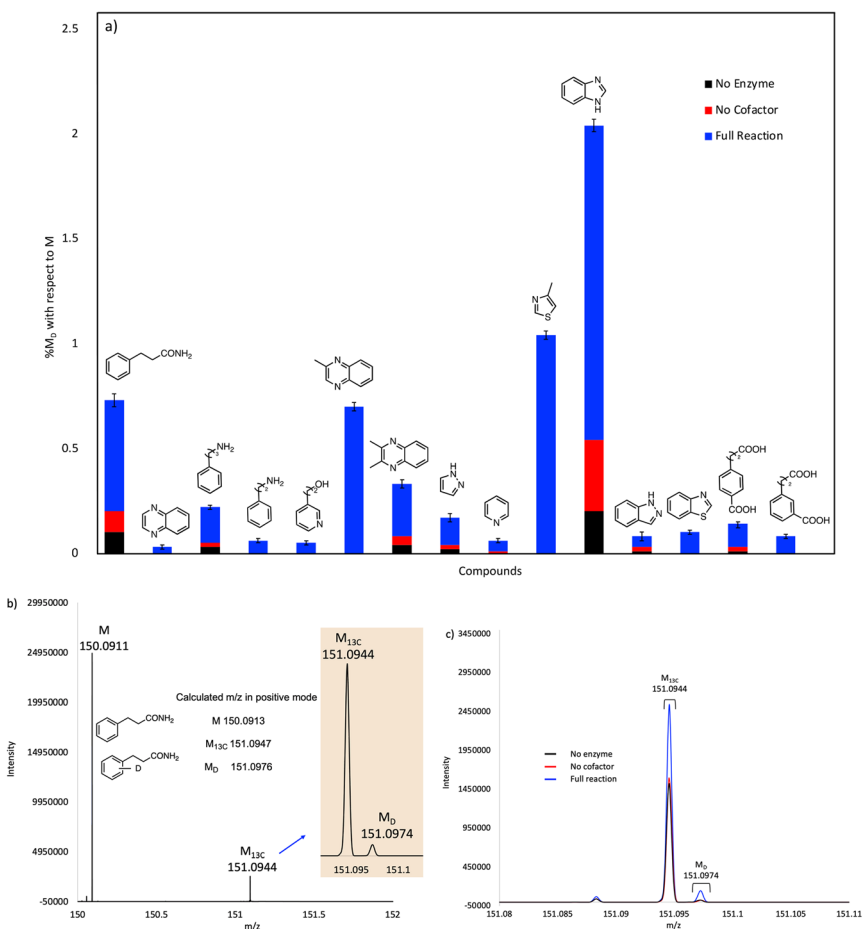 a)
2.5
2
1.5
1
0.5
0
%M_D with respect to M
No Enzyme
No Cofactor
Full Reaction
N
N
H
N
S
CONH2
N
N
N
N
3
NH2
2
NH2
2
OH
N
N
N
H
N
N
N
H
N
N
S
2
COOH
COOH
2
COOH
COOH
Compounds
b)
29950000
24950000
19950000
14950000
9950000
4950000
-50000
Intensity
M
150.0911
CONH2
CONH2
D
Calculated m/z in positive mode
M 150.0913
M13C 151.0947
MD 151.0976
M13C
151.0944
M13C
151.0944
MD
151.0974
151.095 151.1
150 150.5 151 151.5 152
m/z
c)
3450000
2950000
2450000
1950000
1450000
950000
450000
-50000
Intensity
M13C
151.0944
No enzyme
No cofactor
Full reaction
MD
151.0974
151.08 151.085 151.09 151.095 151.1 151.105 151.11
m/z